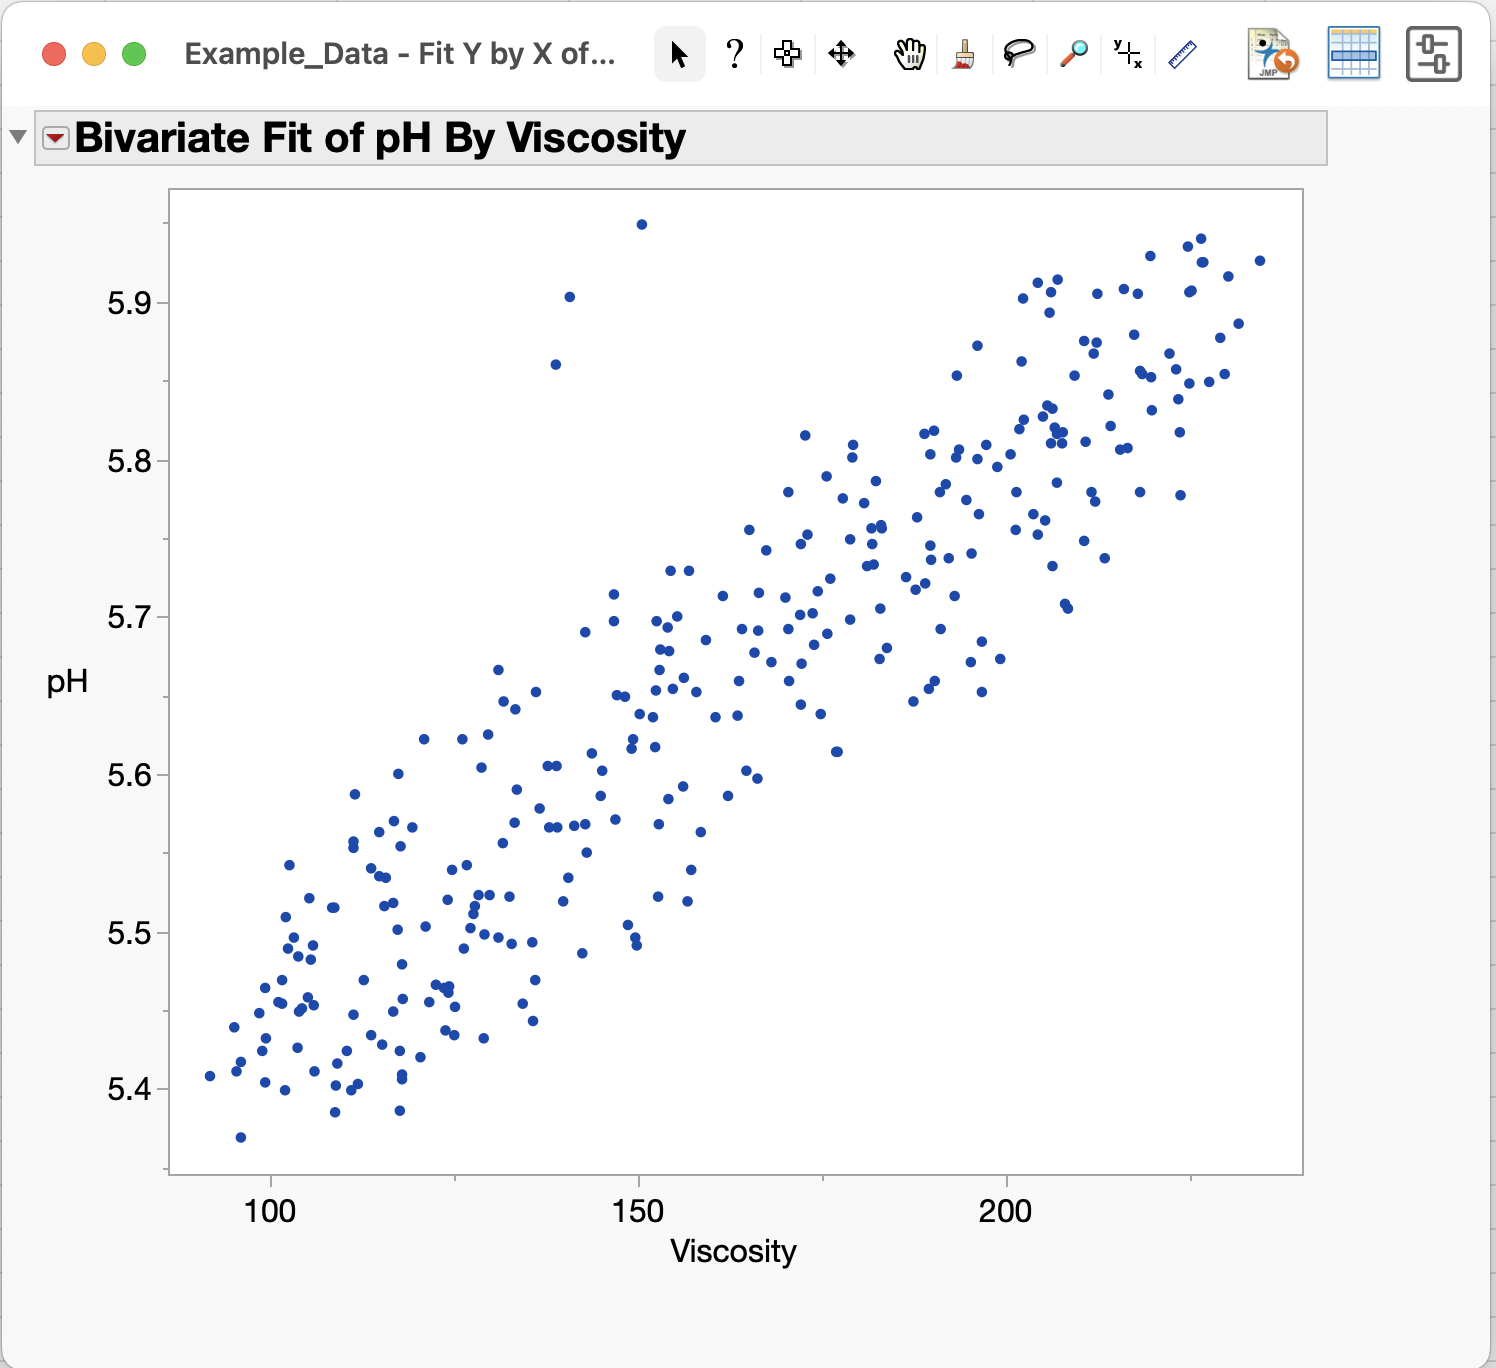 Example_Data - Fit Y by X of...
?
y
x
JMP
Bivariate Fit of pH By Viscosity
5.9
5.8
5.7
pH
5.6
5.5
5.4
100 150 200
Viscosity